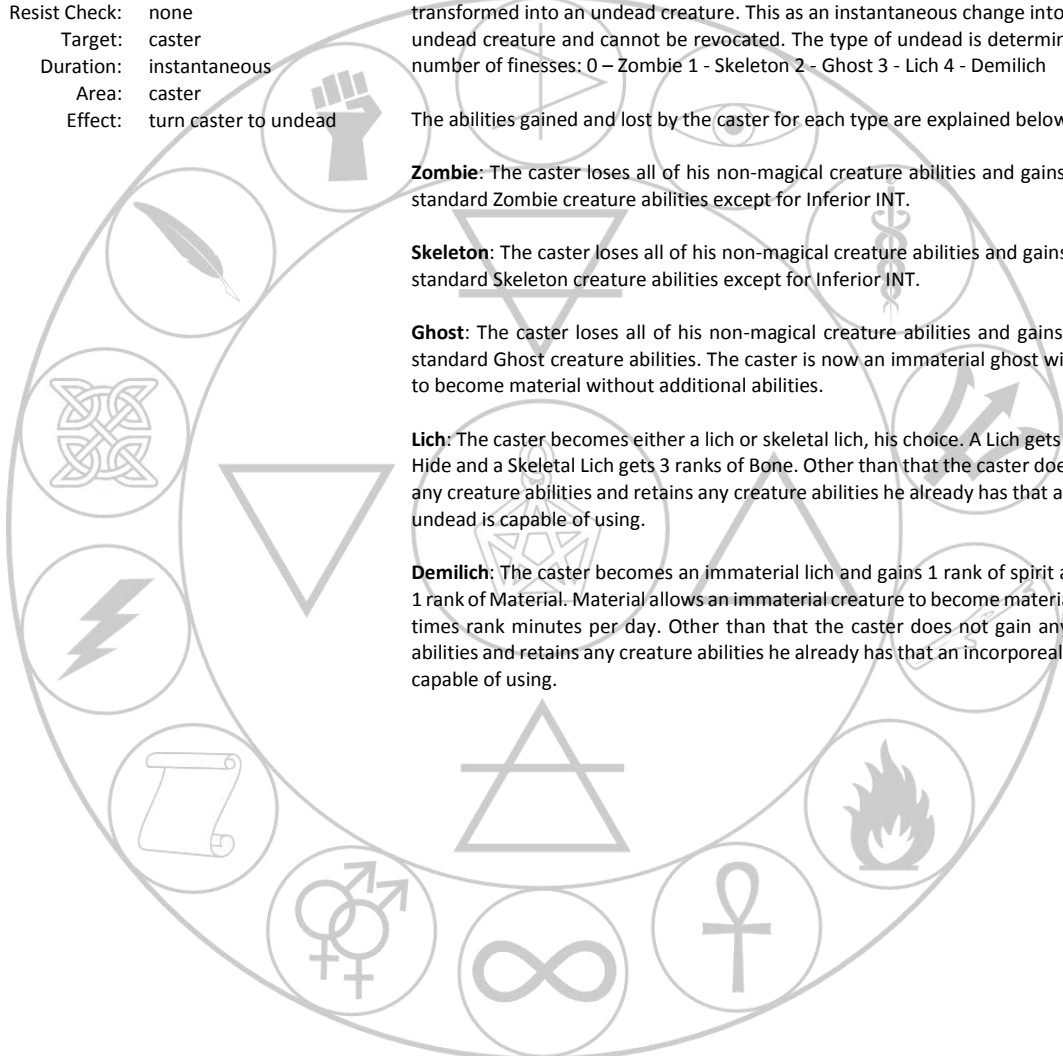 Resist Check: none
Target: caster
Duration: instantaneous
Area: caster
Effect: turn caster to undead
transformed into an undead creature. This as an instantaneous change into
undead creature and cannot be revocated. The type of undead is
number of finesses: 0 – Zombie 1 - Skeleton 2 - Ghost 3 - Lich 4 - Demilich
The abilities gained and lost by the caster for each type are explained below
Zombie: The caster loses all of his non-magical creature abilities and gains
standard Zombie creature abilities except for Inferior INT.
Skeleton: The caster loses all of his non-magical creature abilities and gains
standard Skeleton creature abilities except for Inferior INT.
Ghost: The caster loses all of his non-magical creature abilities and gains
standard Ghost creature abilities. The caster is now an immaterial ghost
to become material without additional abilities.
Lich: The caster becomes either a lich or skeletal lich, his choice. A Lich gets
Hide and a Skeletal Lich gets 3 ranks of Bone. Other than that the caster
any creature abilities and retains any creature abilities he already has that
undead is capable of using.
Demilich: The caster becomes an immaterial lich and gains 1 rank of spirit
1 rank of Material. Material allows an immaterial creature to become
times rank minutes per day. Other than that the caster does not gain
abilities and retains any creature abilities he already has that an incorporeal
capable of using.